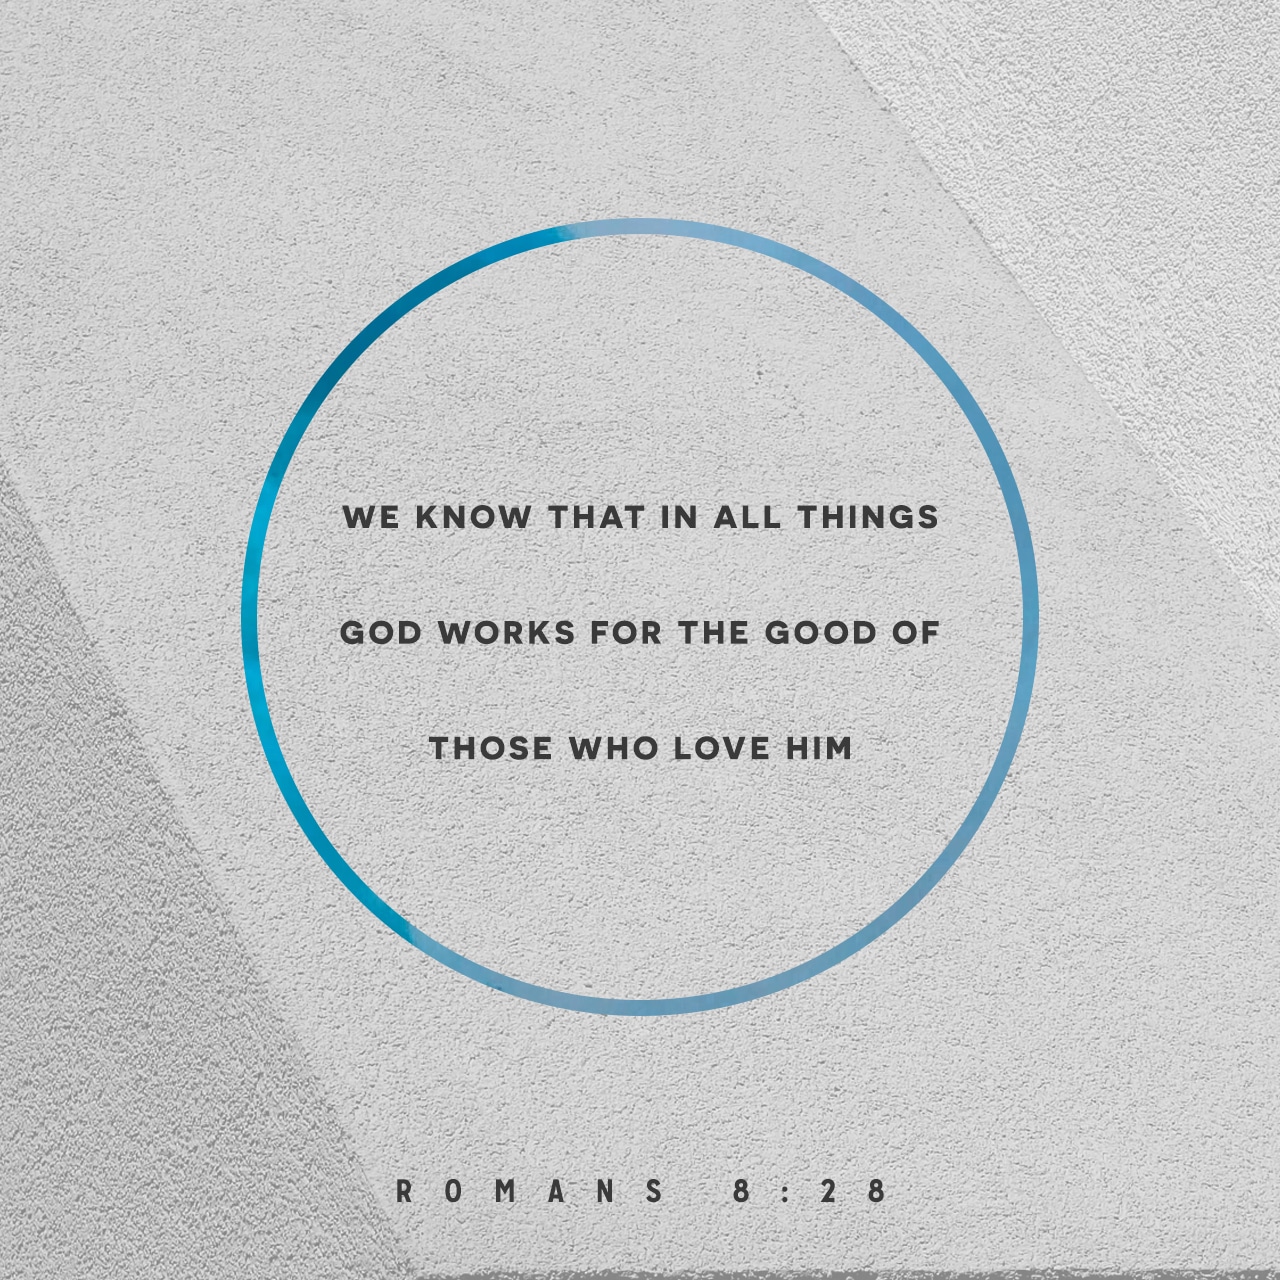 WE KNOW THAT IN ALL THINGS
GOD WORKS FOR THE GOOD OF
THOSE WHO LOVE HIM
ROMANS 8:28